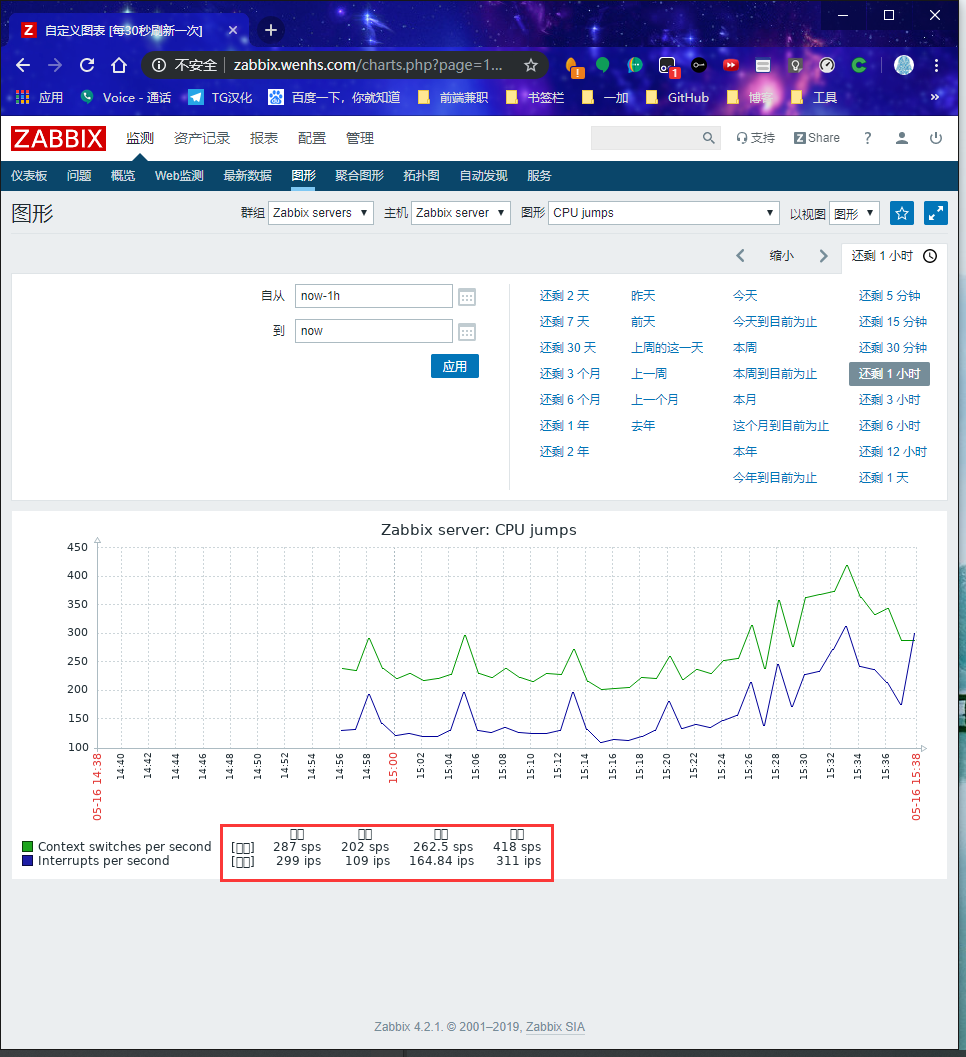 自定义图表 [每30秒刷新一次]
不安全 zabbix.wenhs.com/charts.php?page=1...
应用 Voice - 通话 TG汉化 百度一下，你就知道 前端兼职 书签栏 一加 GitHub 博客 工具 »
ZABBIX 监测 资产记录 报表 配置 管理 支持 Z Share ?
仪表板 问题 概览 Web监测 最新数据 图形 聚合图形 拓扑图 自动发现 服务
图形 群组 Zabbix servers 主机 Zabbix server 图形 CPU jumps 以视图 图形
缩小 还剩 1 小时
自从 now-1h
到 now
应用
还剩 2 天 昨天 今天 还剩 5 分钟
还剩 7 天 前天 今天到目前为止 还剩 15 分钟
还剩 30 天 上周的这一天 本周 还剩 30 分钟
还剩 3 个月 上一周 本周到目前为止 还剩 1 小时
还剩 6 个月 上一个月 本月 还剩 3 小时
还剩 1 年 去年 这个月到目前为止 还剩 6 小时
还剩 2 年 本年 还剩 12 小时
今年到目前为止 还剩 1 天
Zabbix server: CPU jumps
450
400
350
300
250
200
150
100
05-16 14:38 14:40 14:42 14:44 14:46 14:48 14:50 14:52 14:54 14:56 14:58 15:00 15:02 15:04 15:06 15:08 15:10 15:12 15:14 15:16 15:18 15:20 15:22 15:24 15:26 15:28 15:30 15:32 15:34 15:36 05-16 15:38
Context switches per second [□□] 287 sps 202 sps 262.5 sps 418 sps
Interrupts per second [□□] 299 ips 109 ips 164.84 ips 311 ips
Zabbix 4.2.1. © 2001–2019, Zabbix SIA